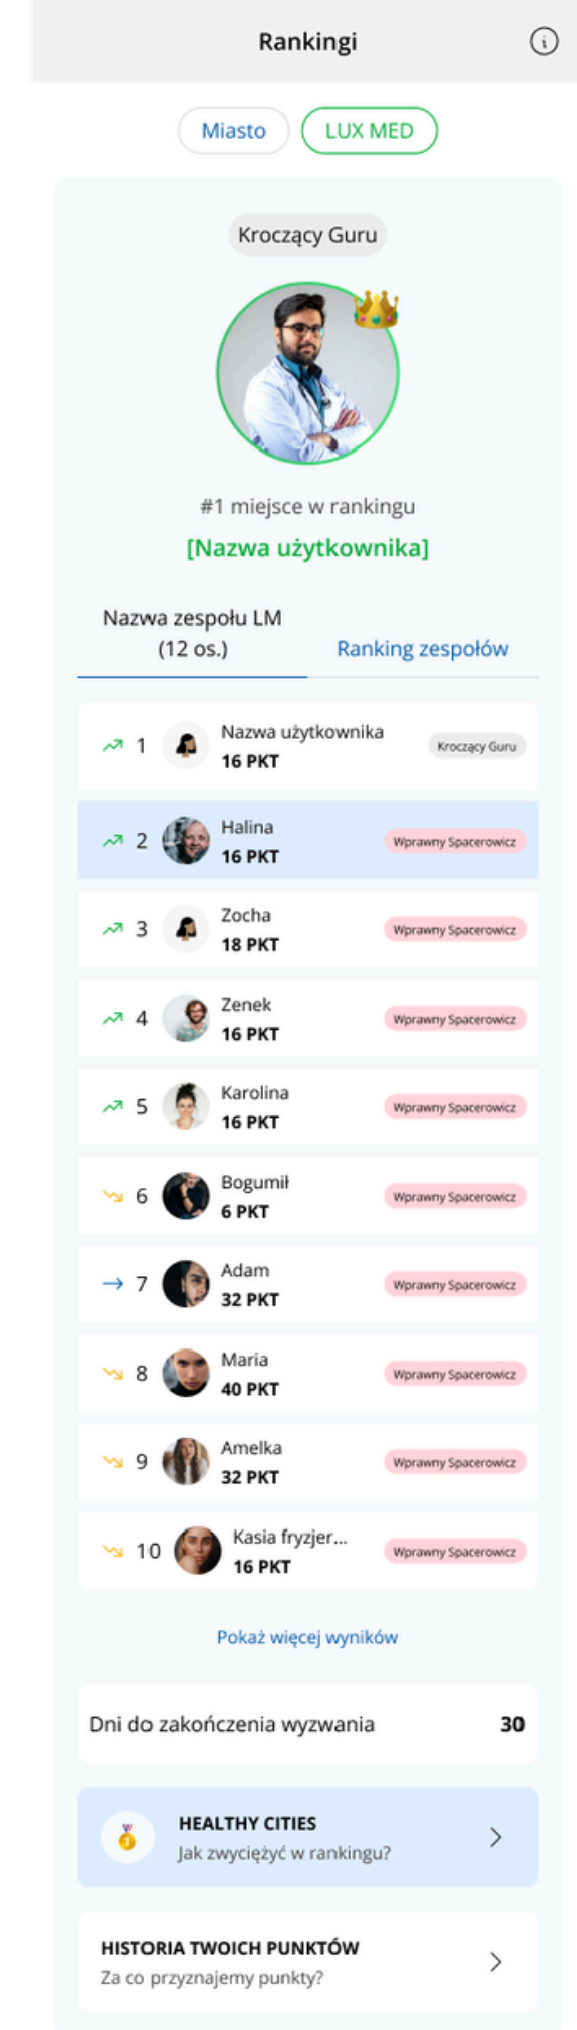 Rankingi
Miasto
LUX MED
Kroczący Guru
#1 miejsce w rankingu
[Nazwa użytkownika]
Nazwa zespołu LM
(12 os.)
Ranking zespołów
1
Nazwa użytkownika
16 PKT
Kroczący Guru
2
Halina
16 PKT
Wprawny Spacerowicz
3
Zocha
18 PKT
Wprawny Spacerowicz
4
Zenek
16 PKT
Wprawny Spacerowicz
5
Karolina
16 PKT
Wprawny Spacerowicz
6
Bogumił
6 PKT
Wprawny Spacerowicz
7
Adam
32 PKT
Wprawny Spacerowicz
8
Maria
40 PKT
Wprawny Spacerowicz
9
Amelka
32 PKT
Wprawny Spacerowicz
10
Kasia fryzjer...
16 PKT
Wprawny Spacerowicz
Pokaż więcej wyników
Dni do zakończenia wyzwania
30
HEALTHY CITIES
Jak zwyciężyć w rankingu?
HISTORIA TWOICH PUNKTÓW
Za co przyznajemy punkty?